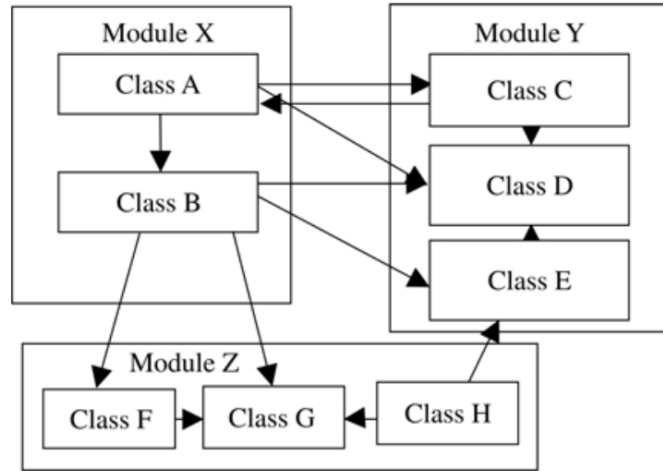 Module X
Class A
Class B
Module Y
Class C
Class D
Class E
Module Z
Class F
Class G
Class H